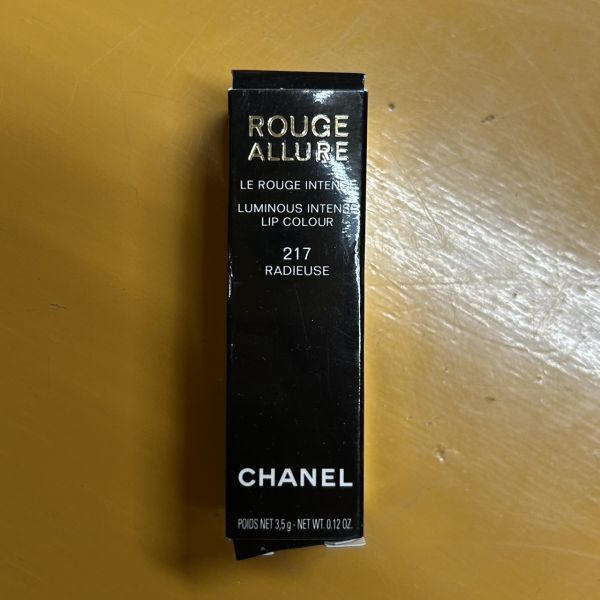 ROUGE
ALLURE
LE ROUGE INTENSE
LUMINOUS INTENSE
LIP COLOUR
217
RADIEUSE
CHANEL
POIDS NET 3,5 g - NET WT. 0.12 OZ.